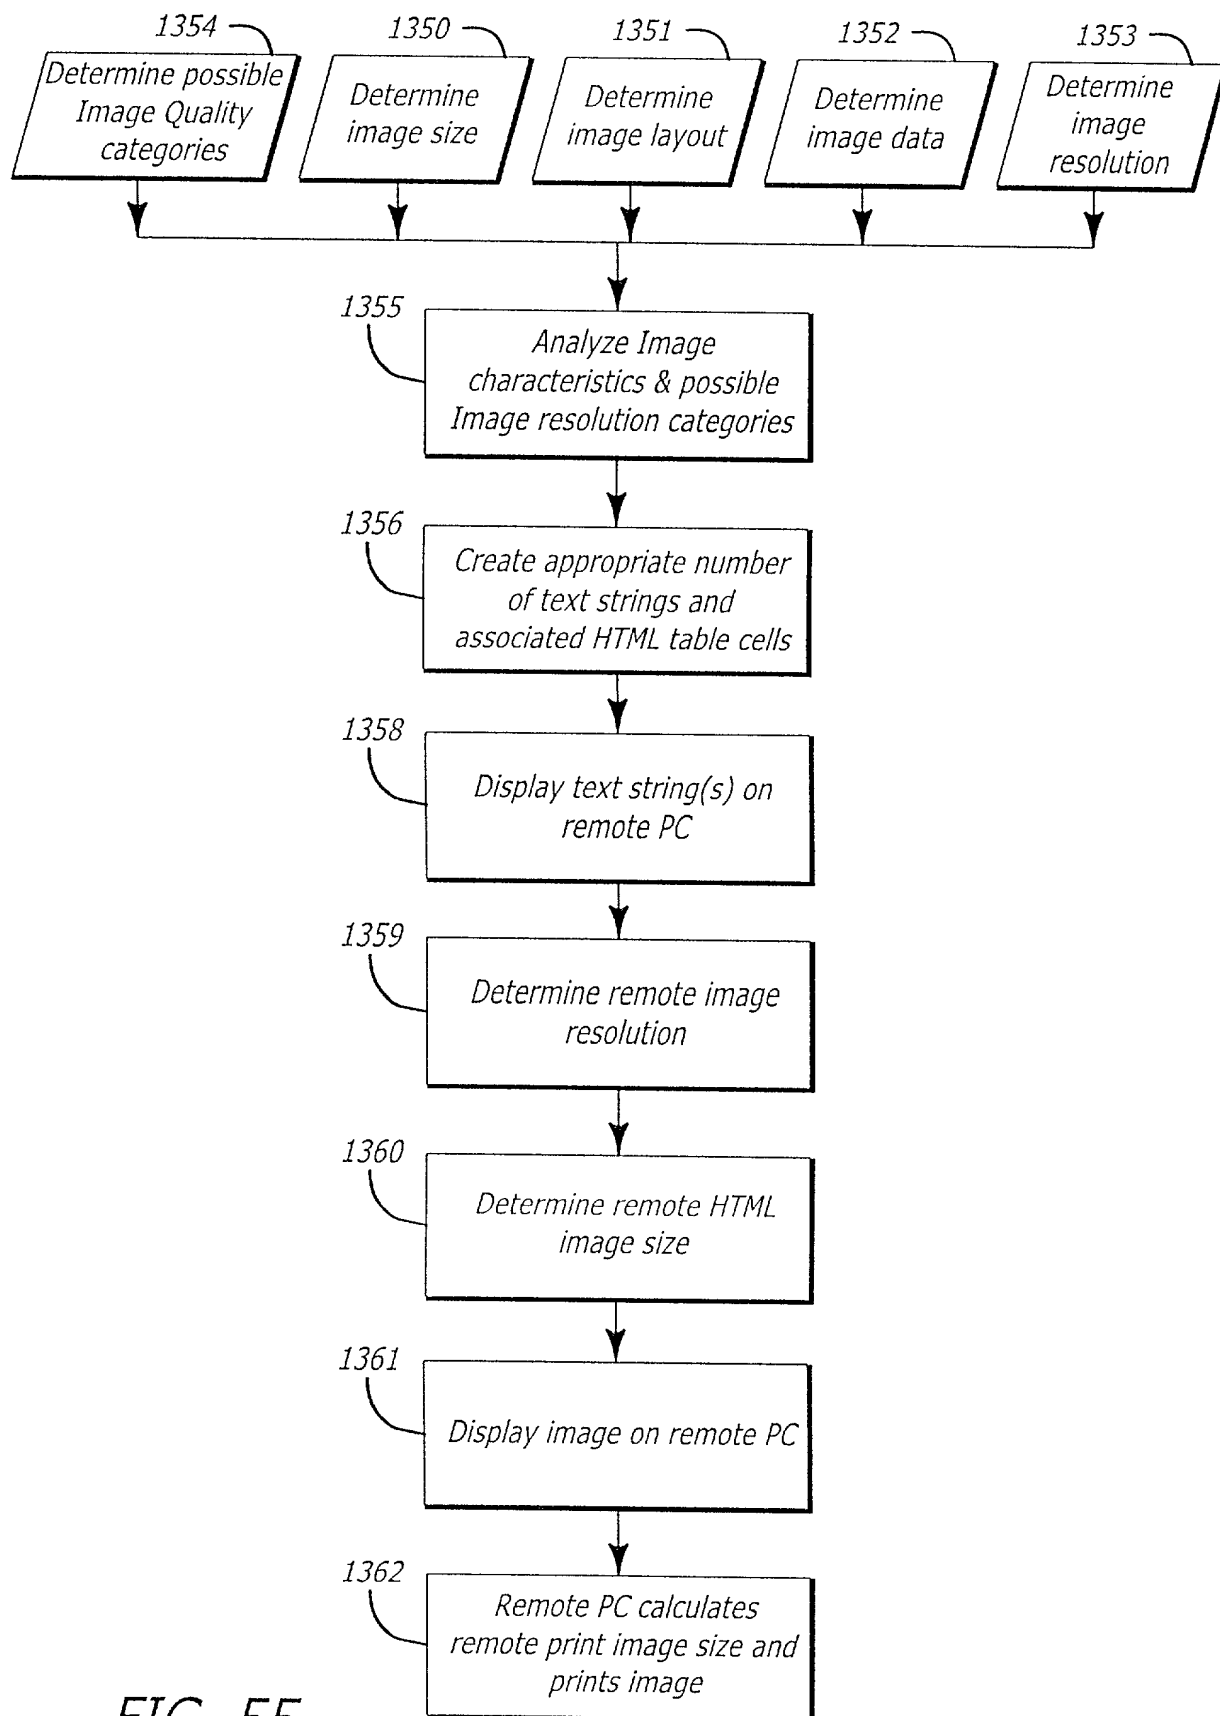 1354
1350
1351
1352
1353
Determine possible
Image Quality
categories
Determine
image size
Determine
image layout
Determine
image data
Determine
image
resolution
1355
Analyze Image
characteristics & possible
Image resolution categories
1356
Create appropriate number
of text strings and
associated HTML table cells
1358
Display text string(s) on
remote PC
1359
Determine remote image
resolution
1360
Determine remote HTML
image size
1361
Display image on remote PC
1362
Remote PC calculates
remote print image size and
prints image